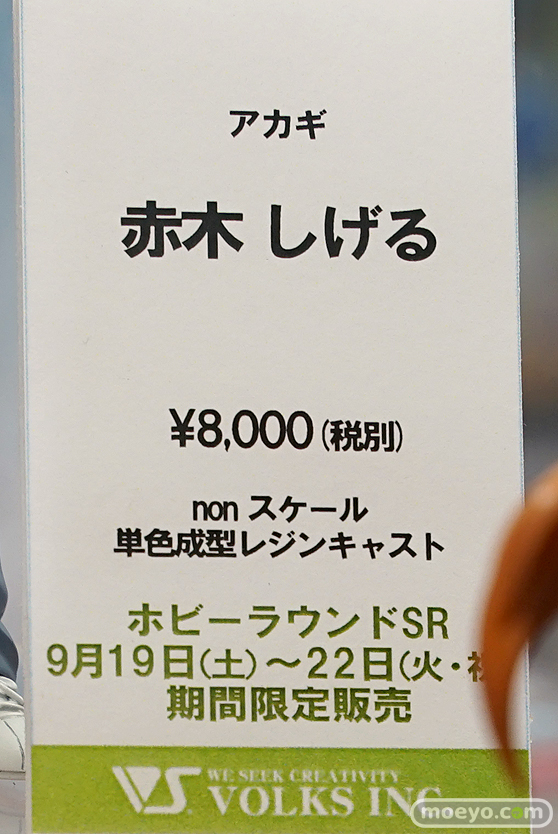 アカギ
赤木 しげる
¥8,000(税別)
non スケール
単色成型レジンキャスト
ホビーラウンドSR
9月19日(土)～22日(火・祝
期間限定販売
VS WE SEEK CREATIVITY
VOLKS INC
moeyo.com